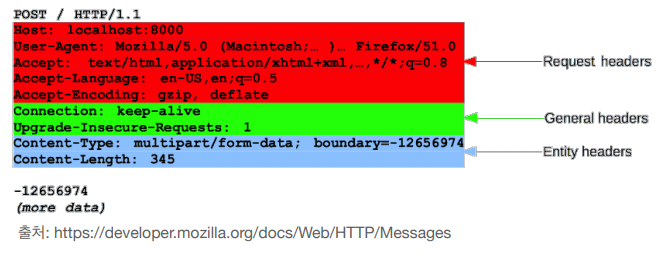 POST / HTTP/1.1
Host: localhost:8000
User-Agent: Mozilla/5.0 (Macintosh;… )… Firefox/51.0
Accept: text/html,application/xhtml+xml,…,*/*;q=0.8
Request headers
Accept-Language: en-US,en;q=0.5
Accept-Encoding: gzip, deflate
Connection: keep-alive
General headers
Upgrade-Insecure-Requests: 1
Content-Type: multipart/form-data; boundary=-12656974
Entity headers
Content-Length: 345
-12656974
(more data)
출처: https://developer.mozilla.org/docs/Web/HTTP/Messages